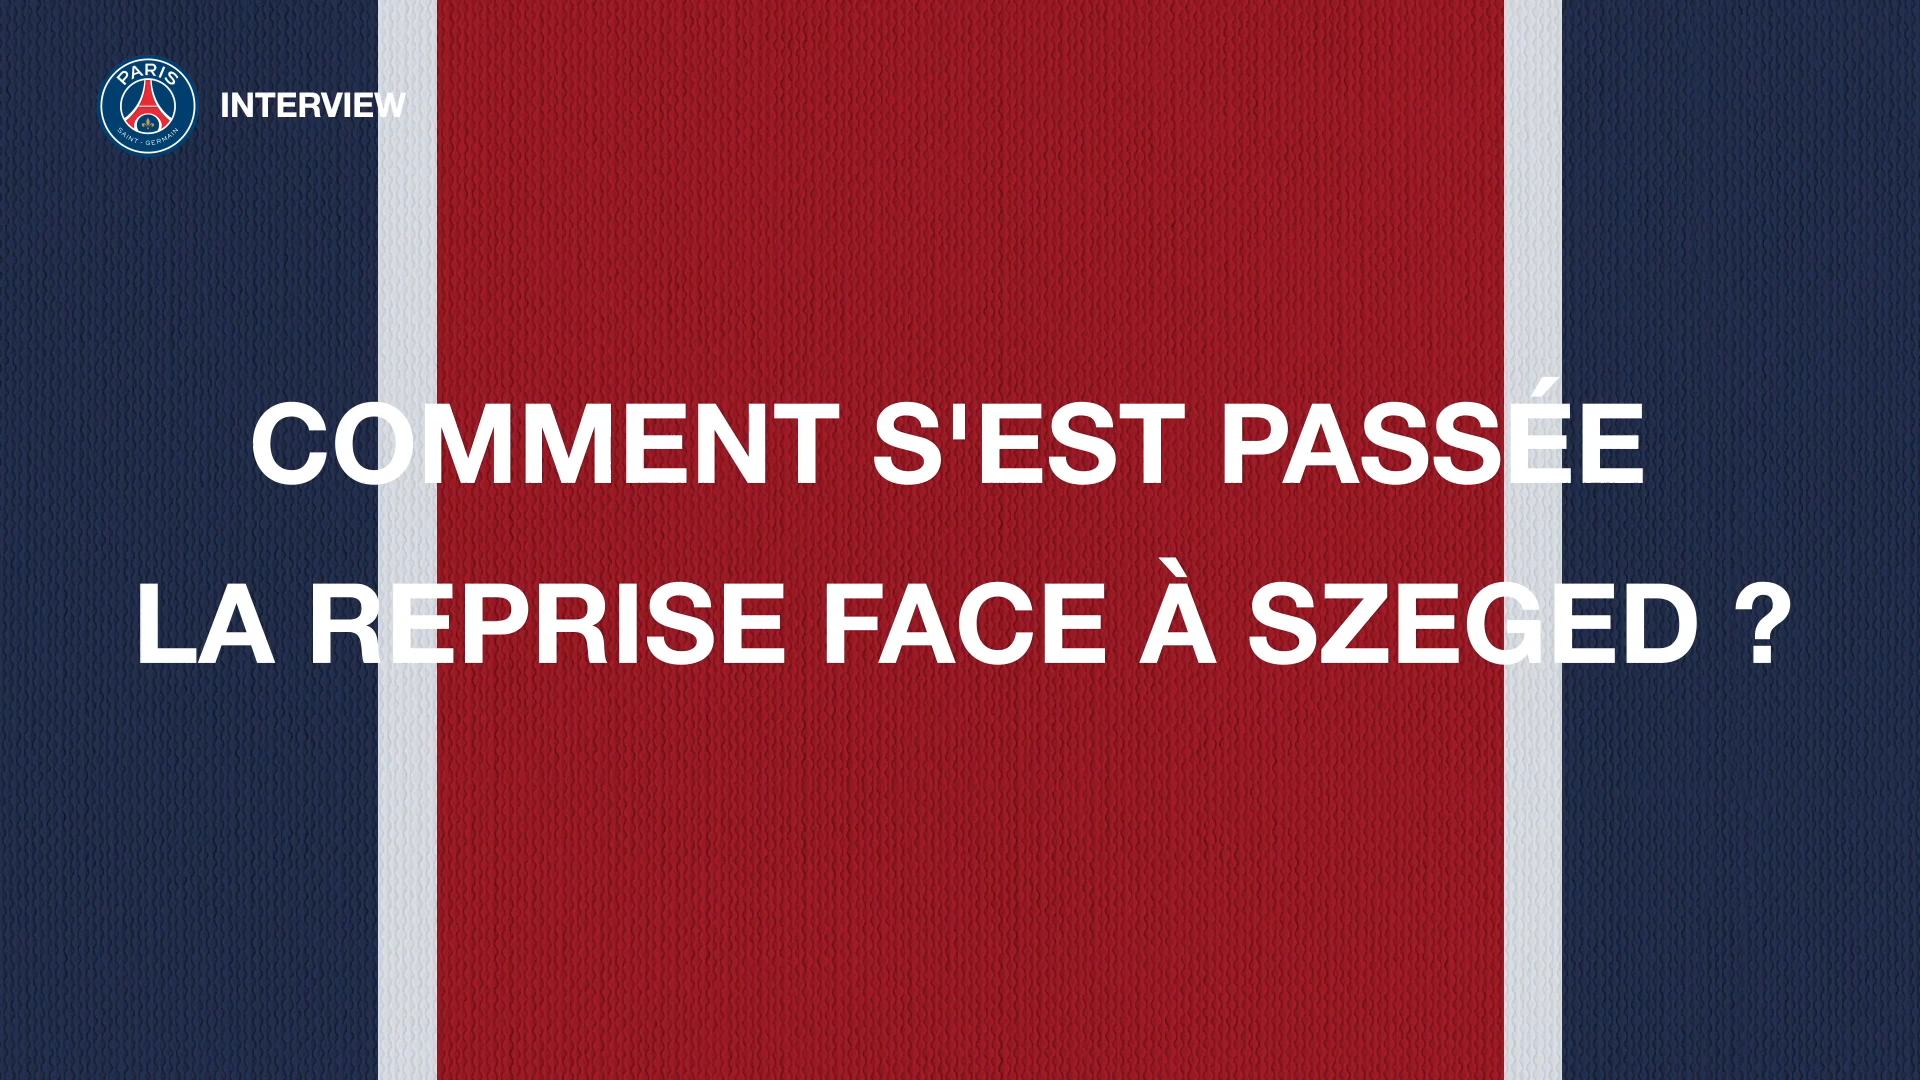 PARIS
SAINT - GERMAIN
INTERVIEW
COMMENT S'EST PASSÉE
LA REPRISE FACE À SZEGED ?